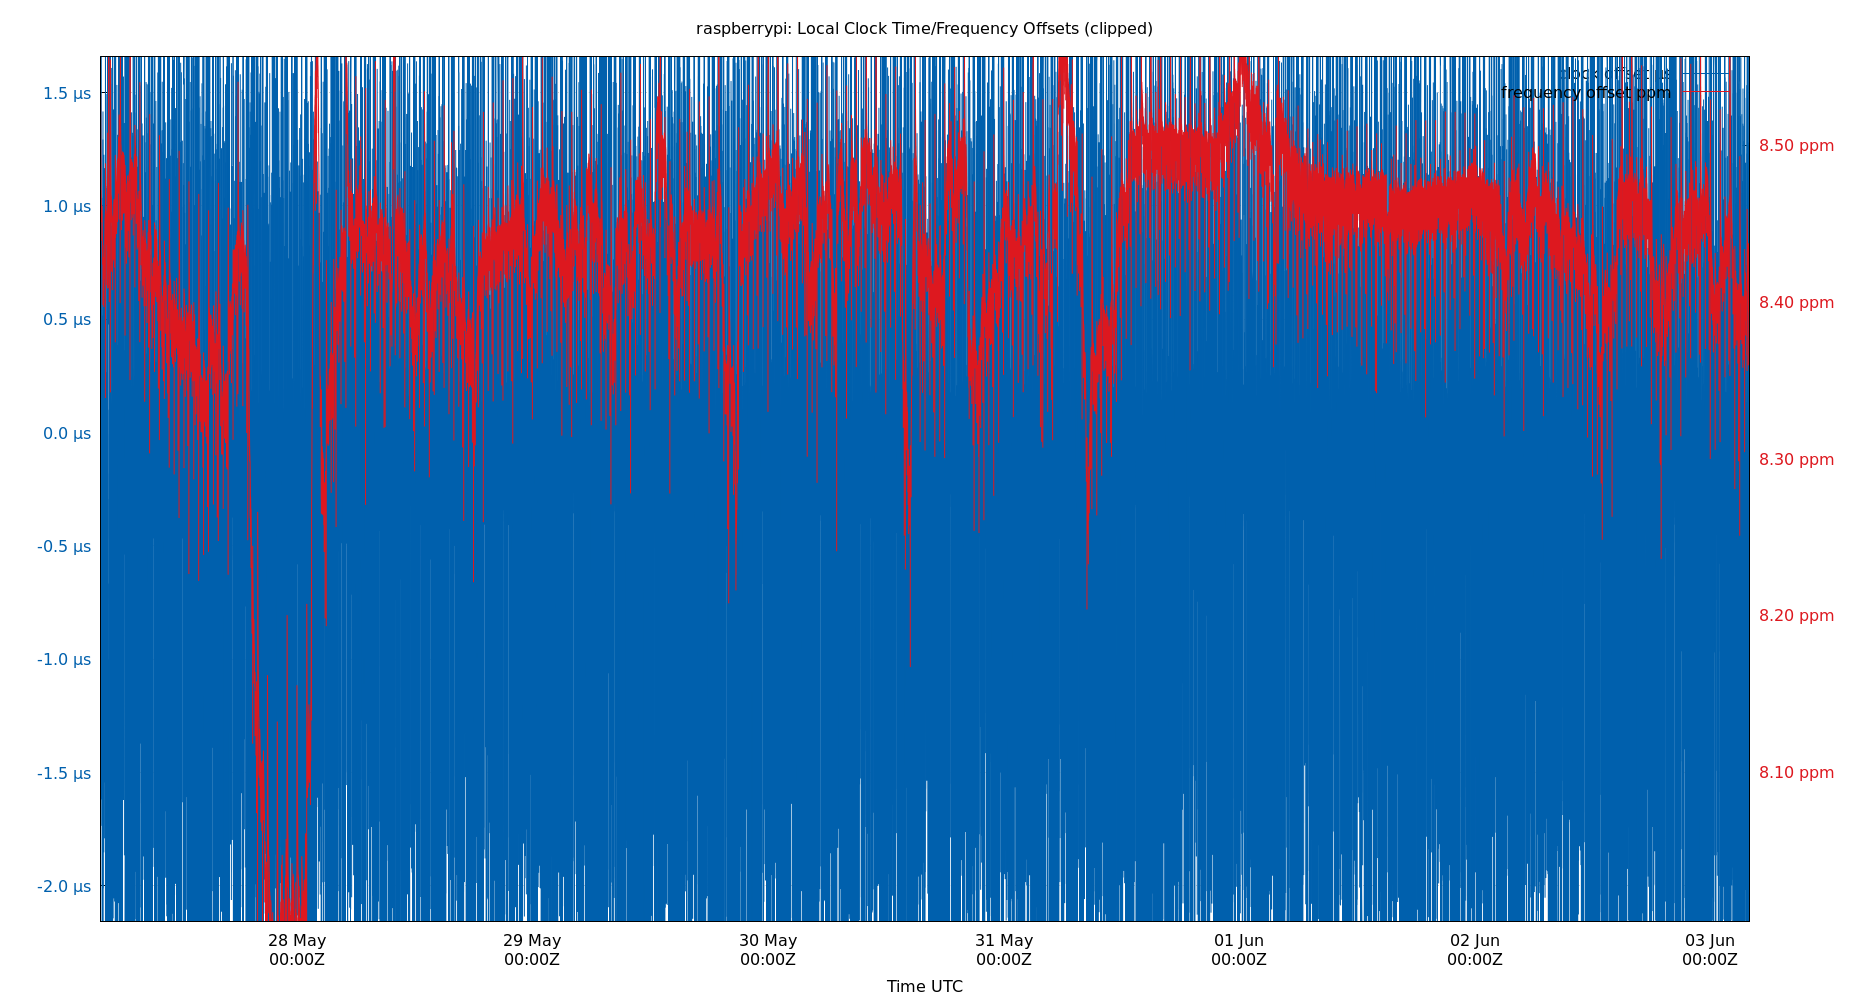 raspberrypi: Local Clock Time/Frequency Offsets (clipped)
clock offset µs
frequency offset ppm
1.5 µs
1.0 µs
0.5 µs
0.0 µs
-0.5 µs
-1.0 µs
-1.5 µs
-2.0 µs
8.50 ppm
8.40 ppm
8.30 ppm
8.20 ppm
8.10 ppm
28 May
00:00Z
29 May
00:00Z
30 May
00:00Z
31 May
00:00Z
01 Jun
00:00Z
02 Jun
00:00Z
03 Jun
00:00Z
Time UTC